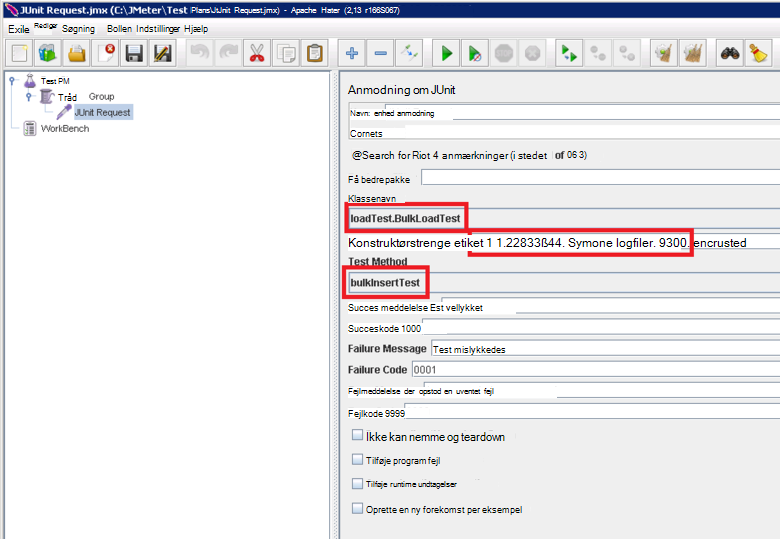 JUnit Request.jmx (C:\JMeter\Test Plans\JUnit Request.jmx) - Apache Hater (2,13 r166S067)
Exile Rediger Søgning Bollen Indstillinger Hjælp
Test PM
Tråd Group
JUnit Request
WorkBench
Anmodning om JUnit
Navn: enhed anmodning
Cornets
@Search for Riot 4 anmærkninger (i stedet of 06 3)
Få bedrepakke
Klassenavn
loadTest.BulkLoadTest
Konstruktørstrenge etiket 1 1.22833ß44. Symone logfiler. 9300. encrusted
Test Method
bulkInsertTest
Succes meddelelse Est vellykket
Succeskode 1000
Failure Message Test mislykkedes
Failure Code 0001
Fejlmeddelelse der opstod en uventet fejl
Fejlkode 9999
Ikke kan nemme og teardown
Tilføje program fejl
Tilføje runtime undtagelser
Oprette en ny forekomst per eksempel